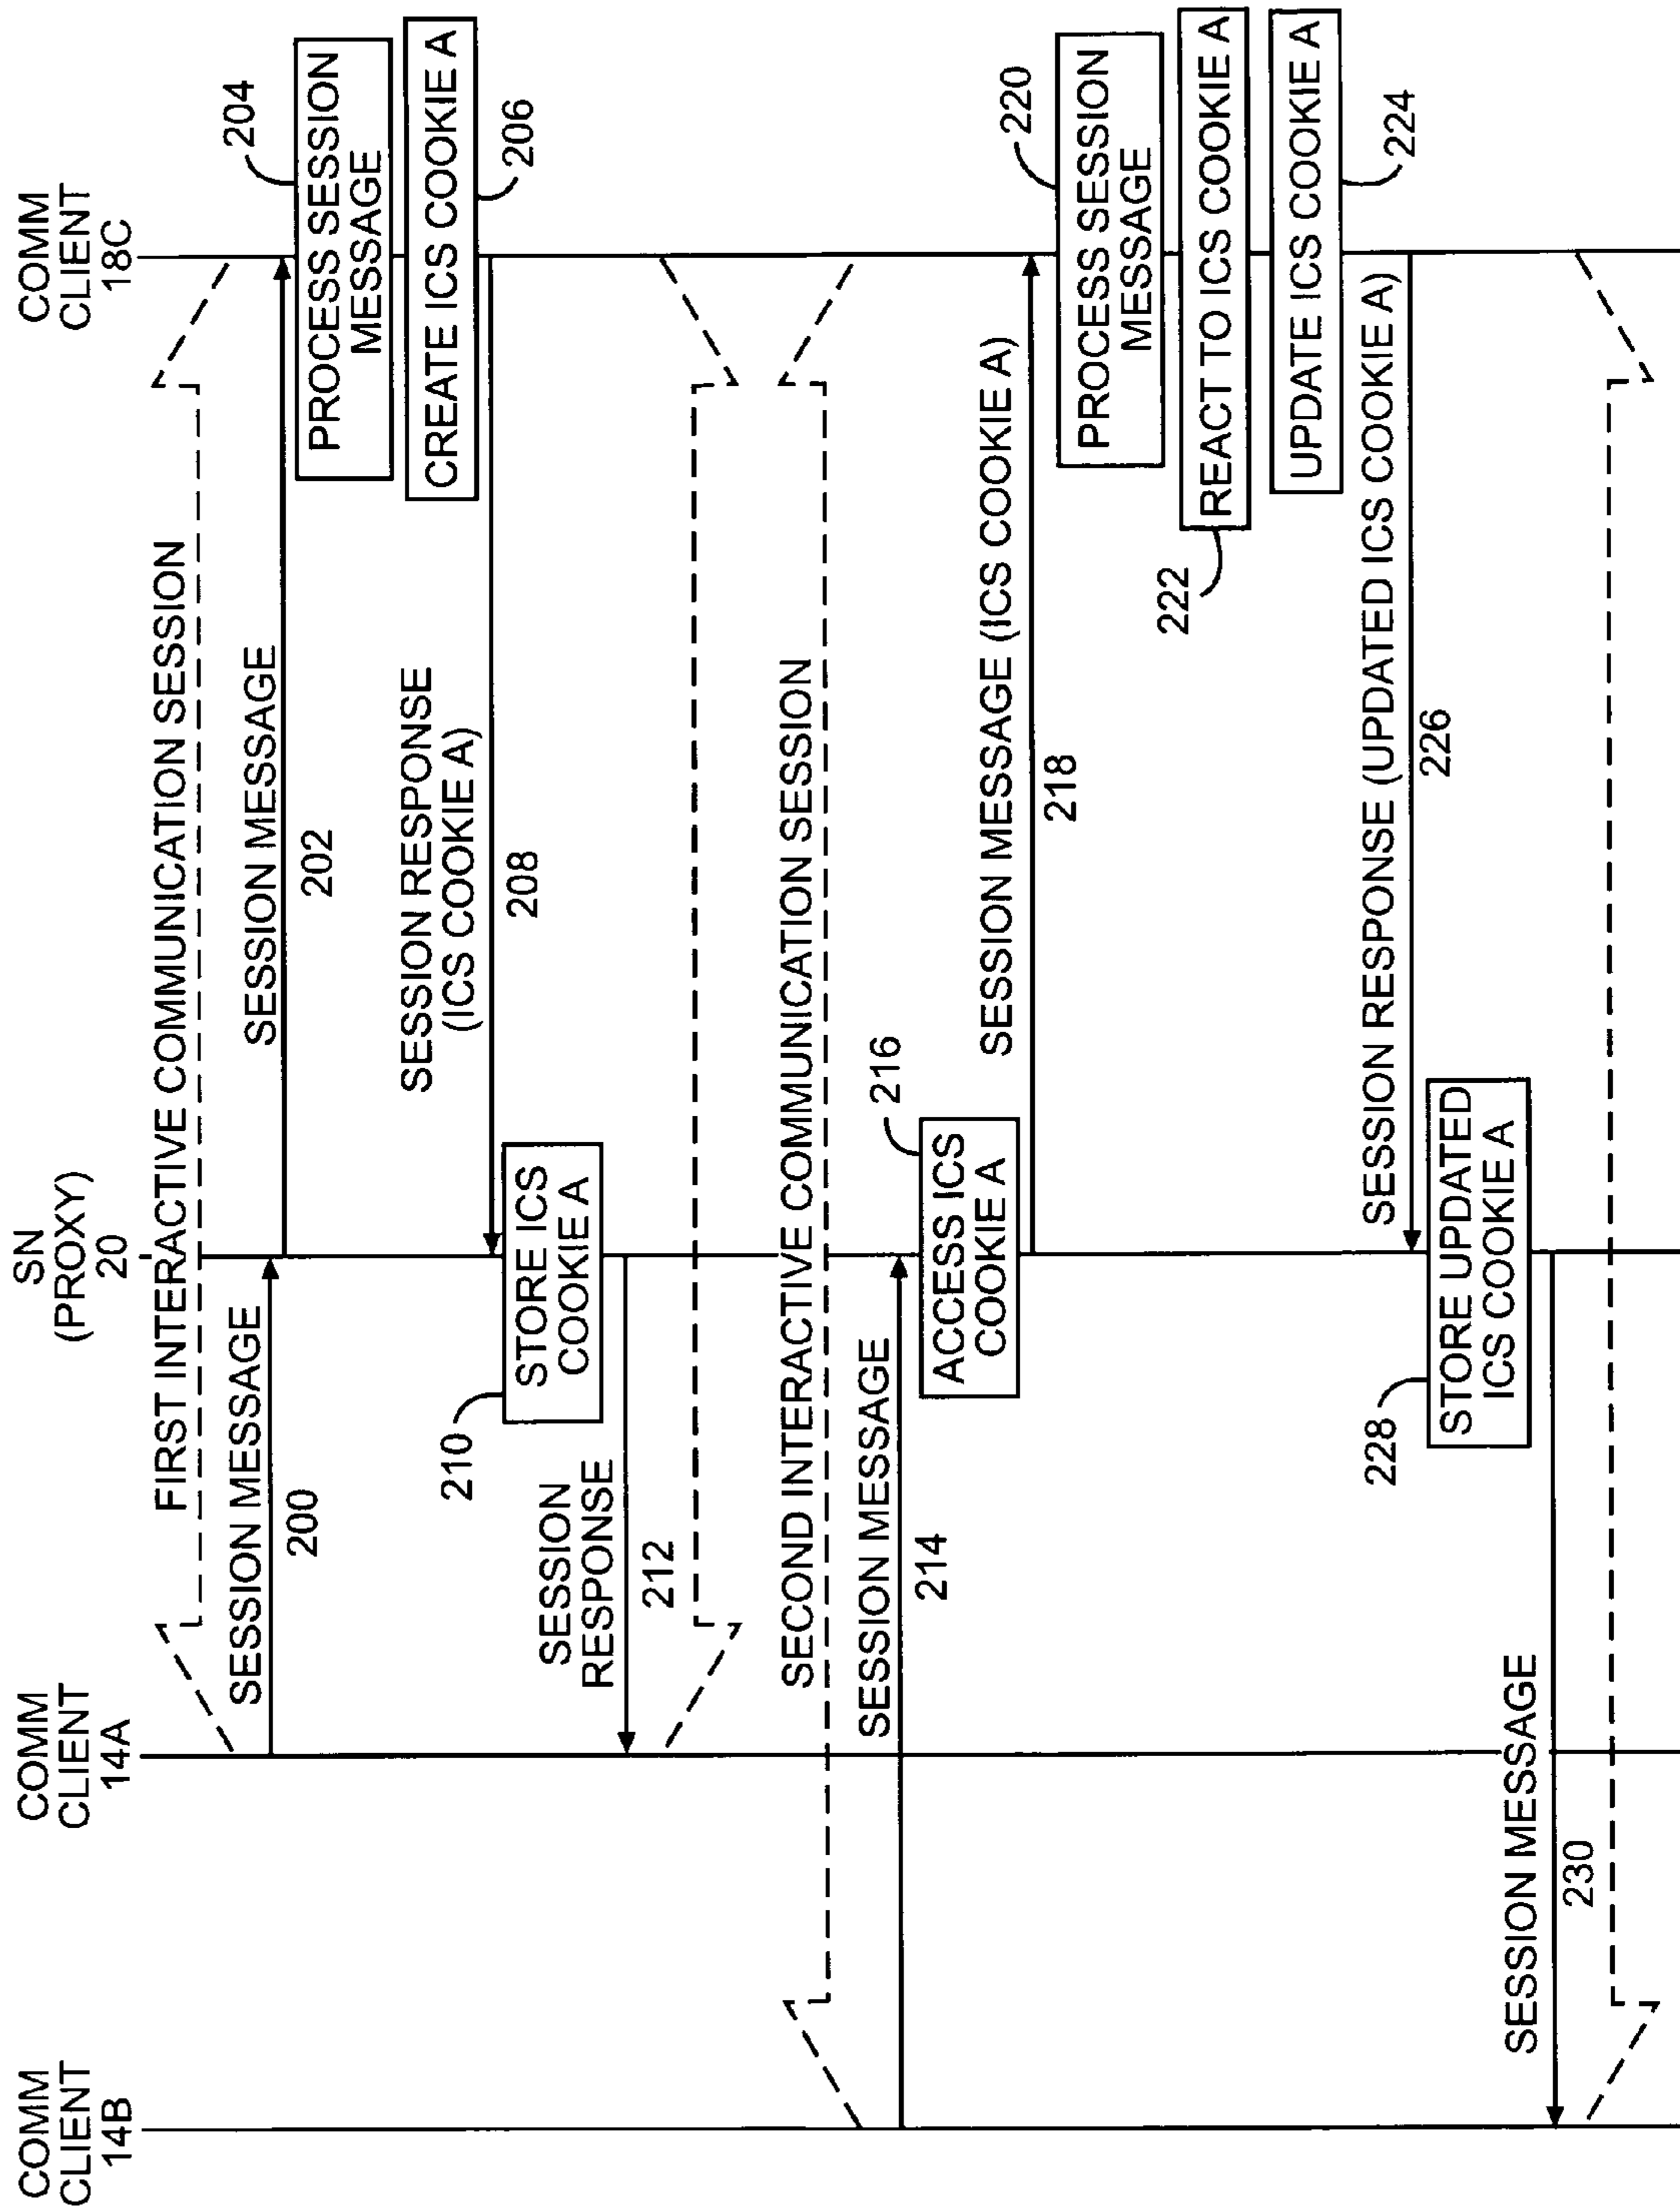 COMM
CLIENT
14B
COMM
CLIENT
14A
SN
(PROXY)
20
COMM
CLIENT
18C
FIRST INTERACTIVE COMMUNICATION SESSION
SESSION MESSAGE
200
SESSION MESSAGE
202
204
PROCESS SESSION
MESSAGE
CREATE ICS COOKIE A
206
SESSION RESPONSE
(ICS COOKIE A)
208
210
STORE ICS
COOKIE A
SESSION
RESPONSE
212
SECOND INTERACTIVE COMMUNICATION SESSION
SESSION MESSAGE
214
216
ACCESS ICS
COOKIE A
SESSION MESSAGE (ICS COOKIE A)
218
220
PROCESS SESSION
MESSAGE
222
REACT TO ICS COOKIE A
UPDATE ICS COOKIE A
224
SESSION RESPONSE (UPDATED ICS COOKIE A)
226
228
STORE UPDATED
ICS COOKIE A
SESSION MESSAGE
230